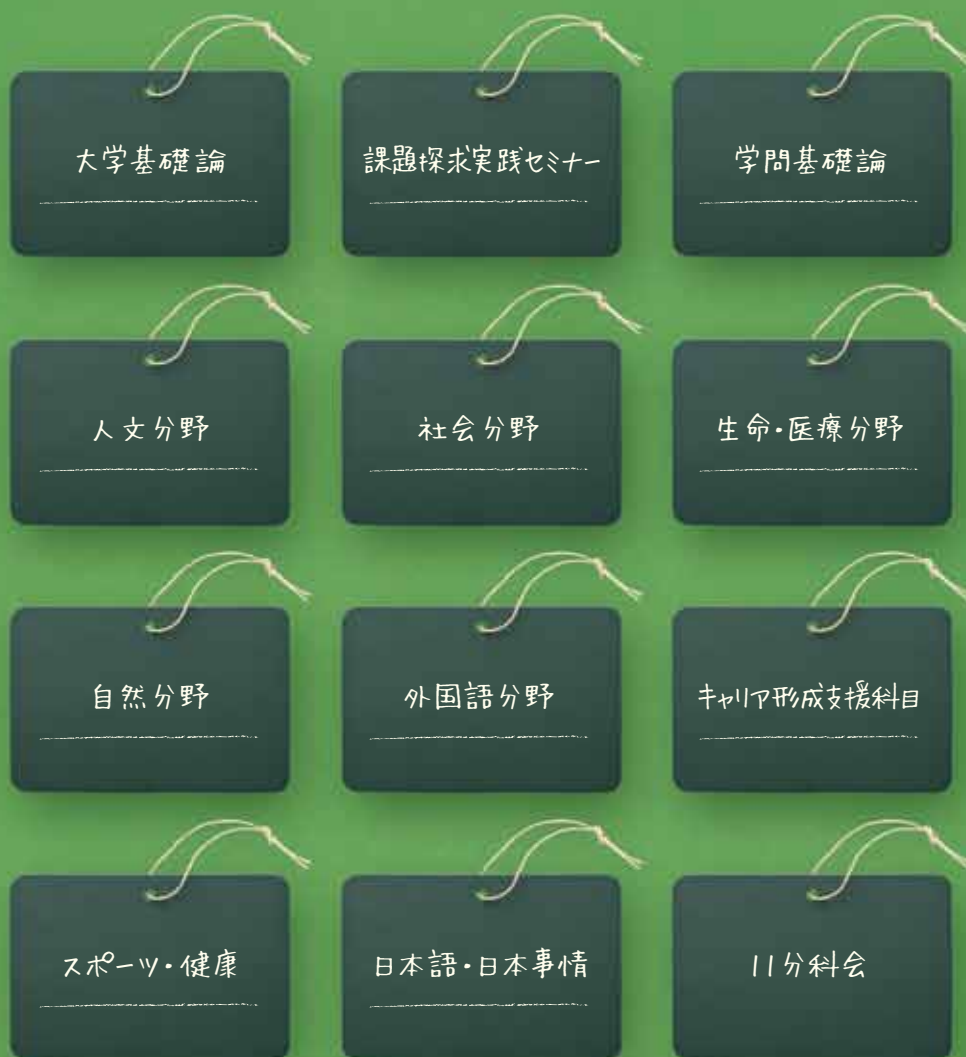 大学基礎論
課題探求実践セミナー
学問基礎論
人文分野
社会分野
生命・医療分野
自然分野
外国語分野
キャリア形成支援科目
スポーツ・健康
日本語・日本事情
11分科会